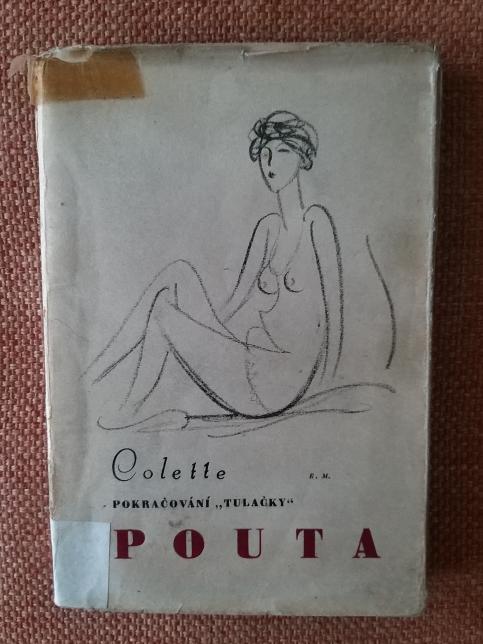 Colette
E. M.
POKRAČOVÁNÍ „TULAČKY“
POUTA